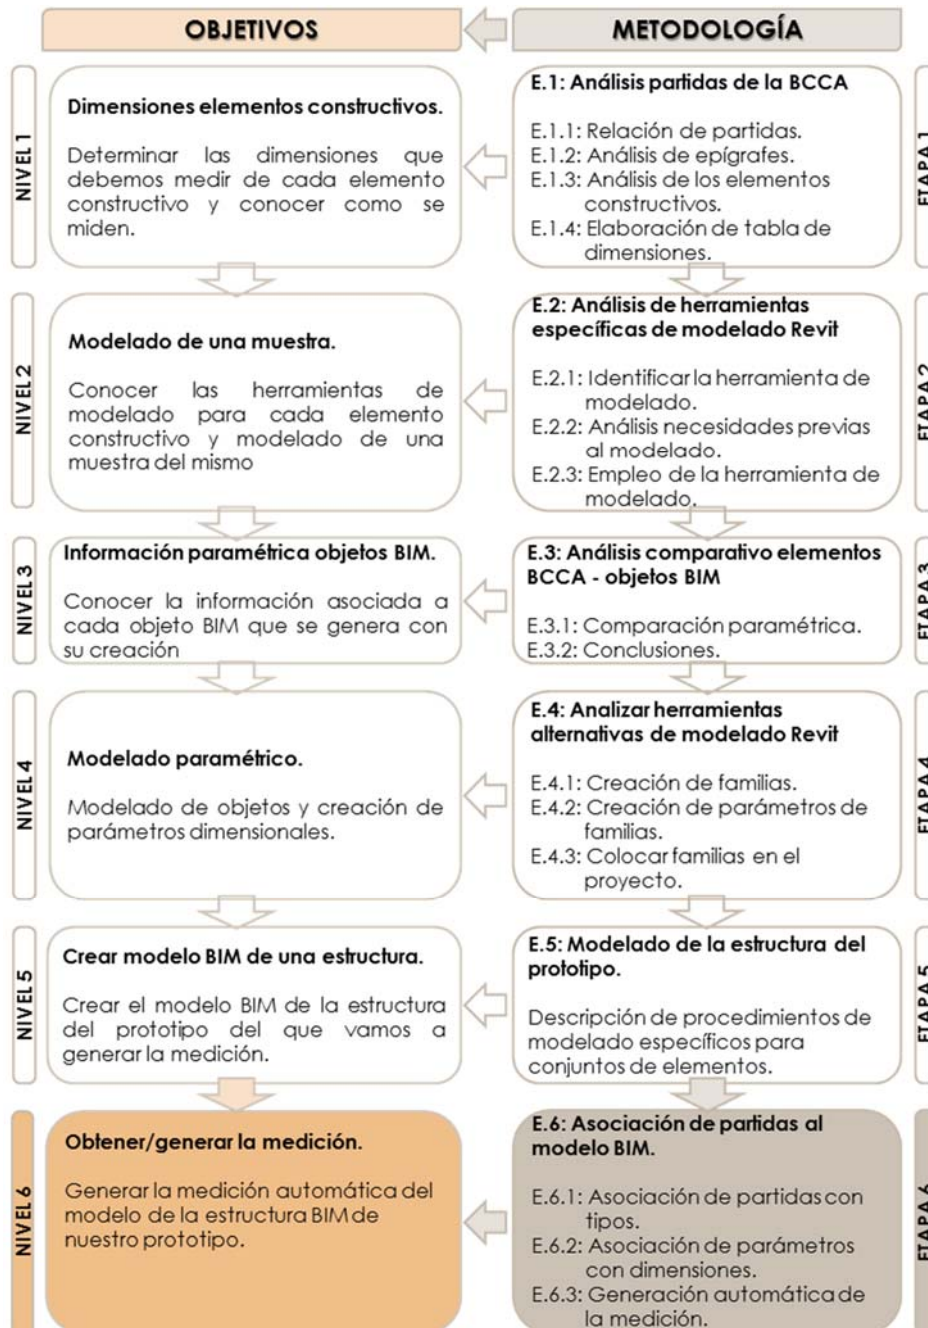 OBJETIVOS
METODOLOGÍA
NIVEL 1
Dimensiones elementos constructivos.
Determinar las dimensiones que
debemos medir de cada elemento
constructivo y conocer como se
miden.
E.1: Análisis partidas de la BCCA
E.1.1: Relación de partidas.
E.1.2: Análisis de epígrafes.
E.1.3: Análisis de los elementos
constructivos.
E.1.4: Elaboración de tabla de
dimensiones.
ETAPA 1
NIVEL 2
Modelado de una muestra.
Conocer las herramientas de
modelado para cada elemento
constructivo y modelado de una
muestra del mismo
E.2: Análisis de herramientas
específicas de modelado Revit
E.2.1: Identificar la herramienta de
modelado.
E.2.2: Análisis necesidades previas
al modelado.
E.2.3: Empleo de la herramienta de
modelado.
ETAPA 2
NIVEL 3
Información paramétrica objetos BIM.
Conocer la información asociada a
cada objeto BIM que se genera con
su creación
E.3: Análisis comparativo elementos
BCCA - objetos BIM
E.3.1: Comparación paramétrica.
E.3.2: Conclusiones.
ETAPA 3
NIVEL 4
Modelado paramétrico.
Modelado de objetos y creación de
parámetros dimensionales.
E.4: Analizar herramientas
alternativas de modelado Revit
E.4.1: Creación de familias.
E.4.2: Creación de parámetros de
familias.
E.4.3: Colocar familias en el
proyecto.
ETAPA 4
NIVEL 5
Crear modelo BIM de una estructura.
Crear el modelo BIM de la estructura
del prototipo del que vamos a
generar la medición.
E.5: Modelado de la estructura del
prototipo.
Descripción de procedimientos de
modelado específicos para
conjuntos de elementos.
ETAPA 5
NIVEL 6
Obtener/generar la medición.
Generar la medición automática del
modelo de la estructura BIM de
nuestro prototipo.
E.6: Asociación de partidas al
modelo BIM.
E.6.1: Asociación de partidas con
tipos.
E.6.2: Asociación de parámetros
con dimensiones.
E.6.3: Generación automática de
la medición.
ETAPA 6